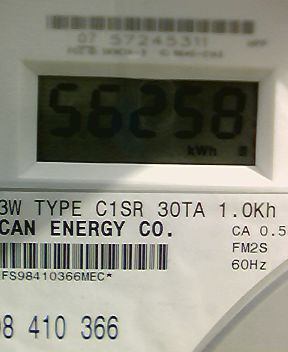 07 57245311
56258
kWh
3W TYPE C1SR 30TA 1.0Kh
CAN ENERGY CO.
CA 0.5
FM2S
60Hz
FS98410366MEC*
98 410 366